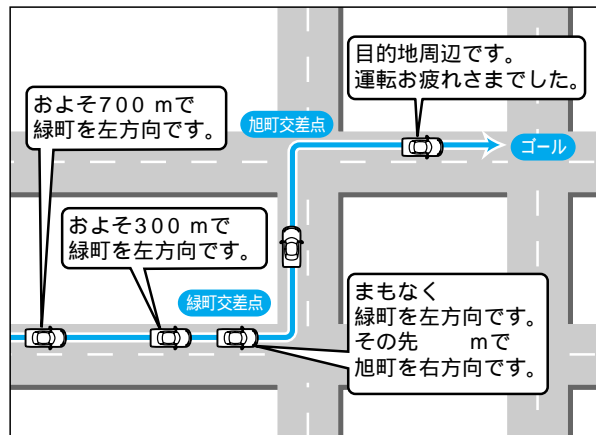 目的地周辺です。
運転お疲れさまでした。
およそ700 mで
緑町を左方向です。
旭町交差点
ゴール
およそ300 mで
緑町を左方向です。
緑町交差点
まもなく
緑町を左方向です。
その先　　mで
旭町を右方向です。